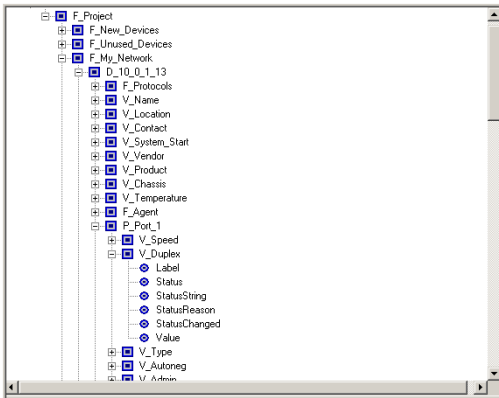 F_Project
F_New_Devices
F_Unused_Devices
F_My_Network
D_10_0_1_13
F_Protocols
V_Name
V_Location
V_Contact
V_System_Start
V_Vendor
V_Product
V_Chassis
V_Temperature
F_Agent
P_Port_1
V_Speed
V_Duplex
Label
Status
StatusString
StatusReason
StatusChanged
Value
V_Type
V_Autoneg
V_Admin